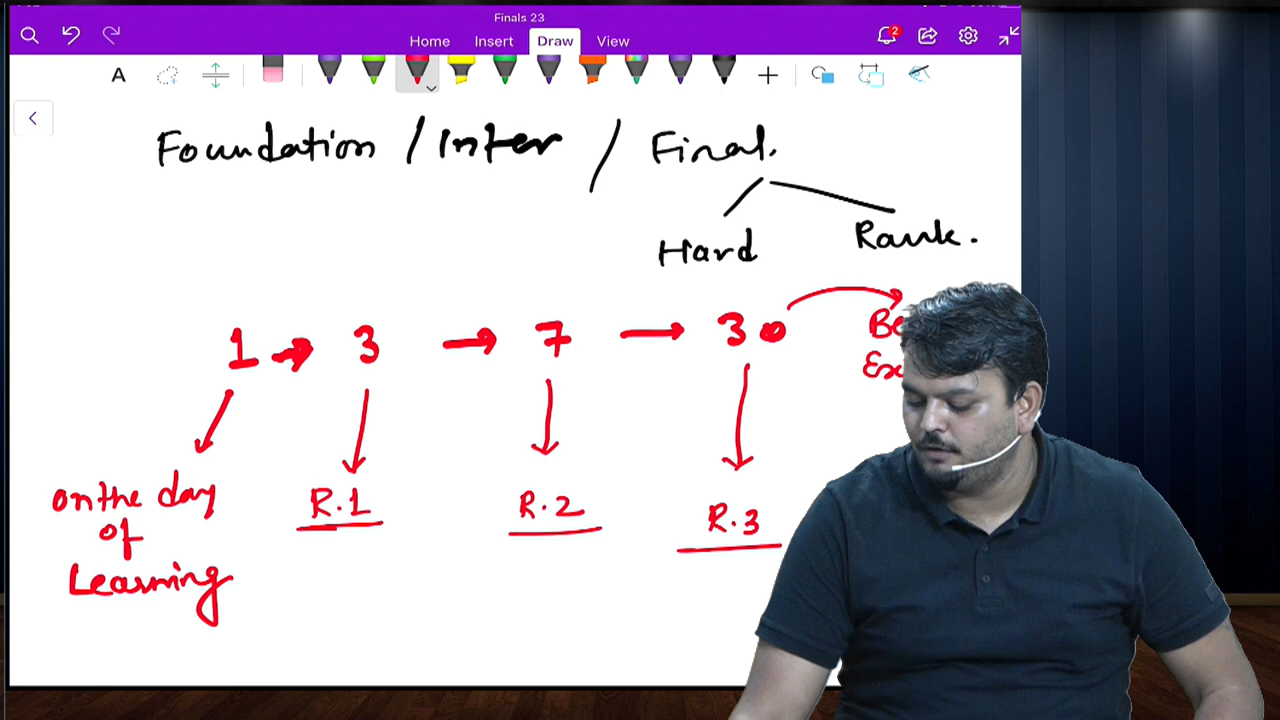 Finals 23
Home Insert Draw View
2
A
Foundation / Inter / Final.
Hard Rank.
1 → 3 → 7 → 30
on the day
of
Learning
R.1 R.2 R.3